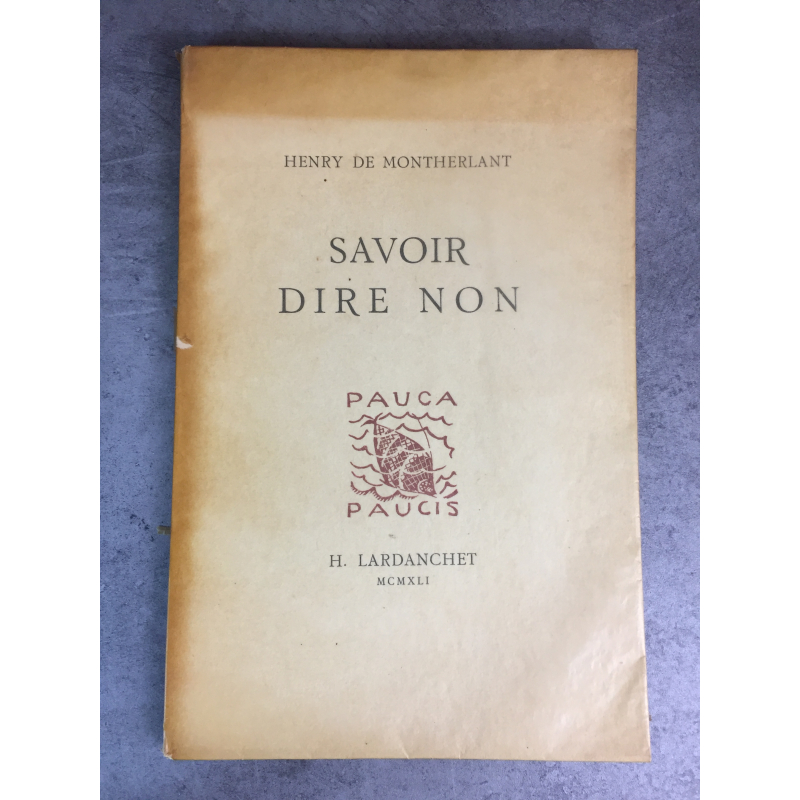 HENRY DE MONTHERLANT
SAVOIR
DIRE NON
PAUCA
PAUCIS
H. LARDANCHET
MCMXLI